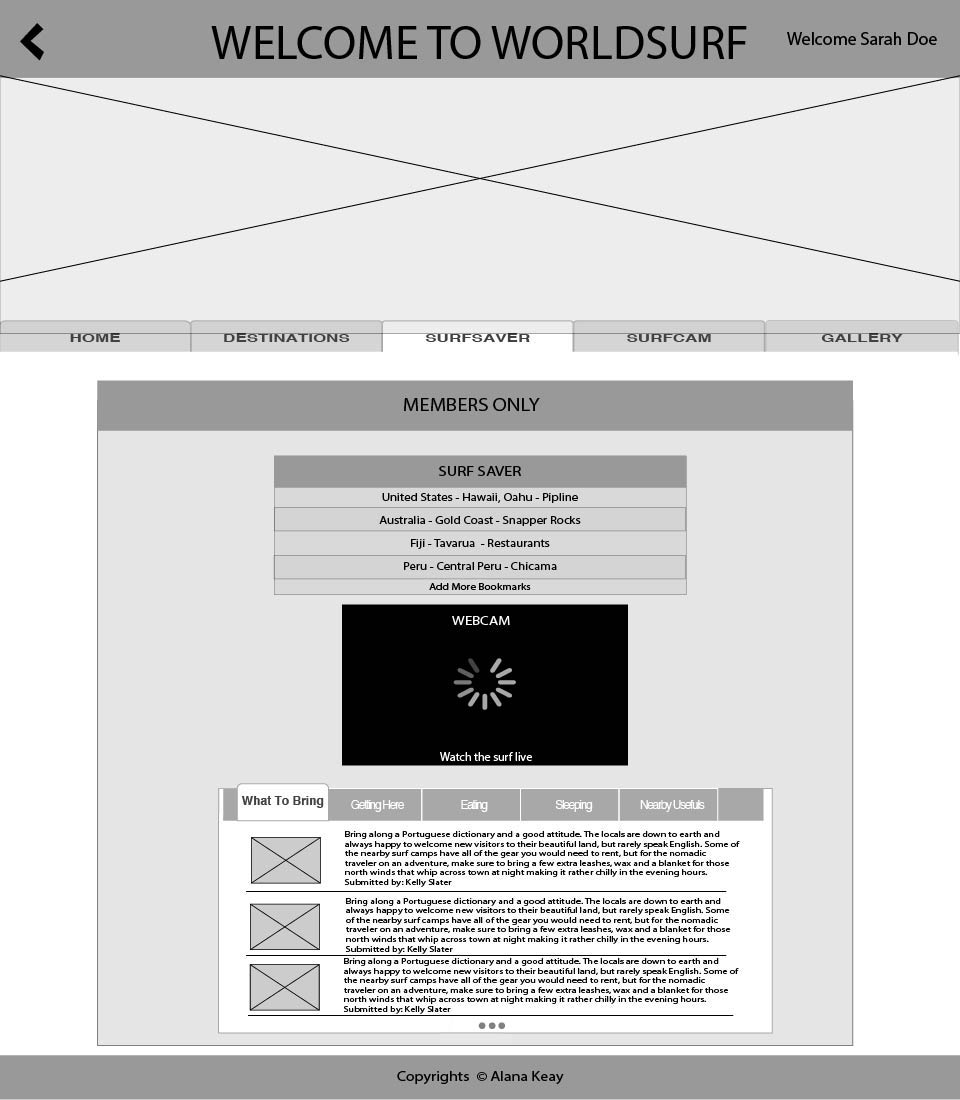 WELCOME TO WORLDSURF
Welcome Sarah Doe
HOME
DESTINATIONS
SURFSAVER
SURFCAM
GALLERY
MEMBERS ONLY
SURF SAVER
United States - Hawaii, Oahu - Pipline
Australia - Gold Coast - Snapper Rocks
Fiji - Tavarua - Restaurants
Peru - Central Peru - Chicama
Add More Bookmarks
WEBCAM
Watch the surf live
What To Bring
Getting Here
Eating
Sleeping
Nearby Usefuls
Bring along a Portuguese dictionary and a good attitude. The locals are down to earth and
always happy to welcome new visitors to their beautiful land, but rarely speak English. Some of
the nearby surf camps have all of the gear you would need to rent, but for the nomadic
traveler on an adventure, make sure to bring a few extra leashes, wax and a blanket for those
north winds that whip across town at night making it rather chilly in the evening hours.
Submitted by: Kelly Slater
Bring along a Portuguese dictionary and a good attitude. The locals are down to earth and
always happy to welcome new visitors to their beautiful land, but rarely speak English. Some
of the nearby surf camps have all of the gear you would need to rent, but for the nomadic
traveler on an adventure, make sure to bring a few extra leashes, wax and a blanket for those
north winds that whip across town at night making it rather chilly in the evening hours.
Submitted by: Kelly Slater
Bring along a Portuguese dictionary and a good attitude. The locals are down to earth and
always happy to welcome new visitors to their beautiful land, but rarely speak English. Some of
the nearby surf camps have all of the gear you would need to rent, but for the nomadic
traveler on an adventure, make sure to bring a few extra leashes, wax and a blanket for those
north winds that whip across town at night making it rather chilly in the evening hours.
Submitted by: Kelly Slater
Copyrights © Alana Keay